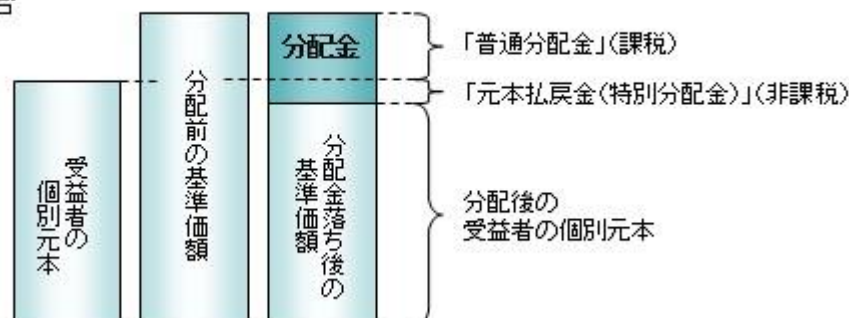 受益者の
個別元本
分配前の基準価額
分配金
分配金落ち後の
基準価額
「普通分配金」(課税)
「元本払戻金(特別分配金)」(非課税)
分配後の
受益者の個別元本